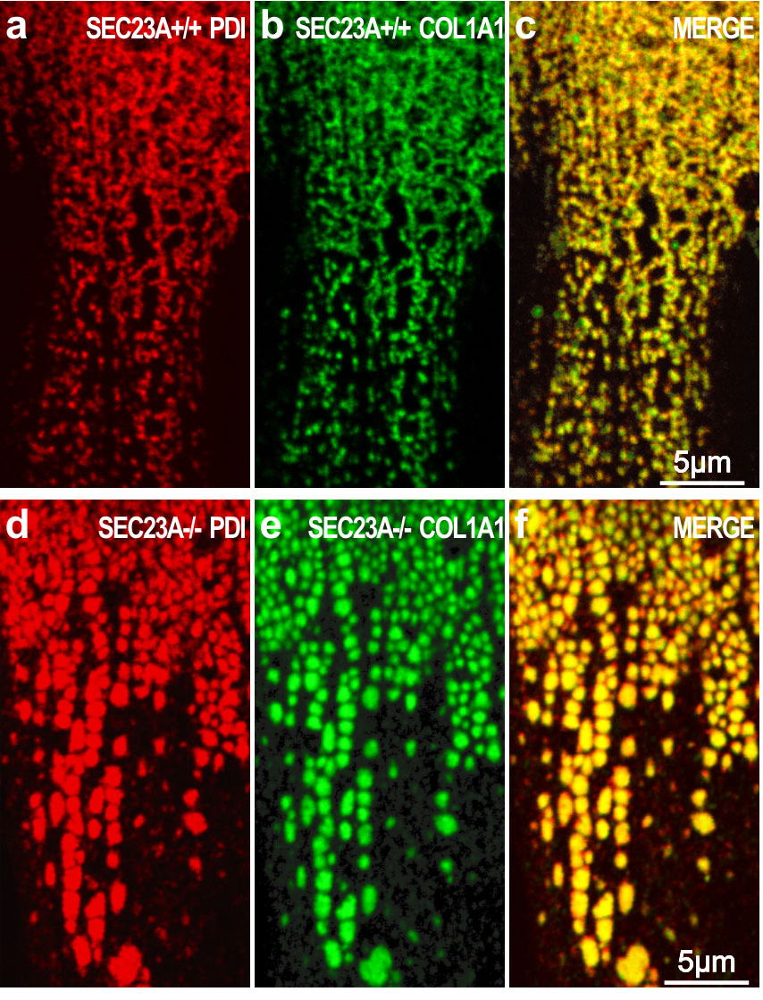 a SEC23A+/+ PDI
b SEC23A+/+ COL1A1
c MERGE
5µm
d SEC23A-/- PDI
e SEC23A-/- COL1A1
f MERGE
5µm